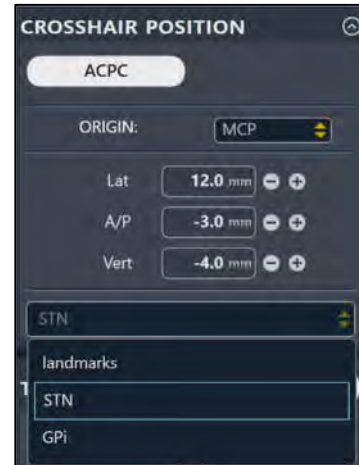 CROSSHAIR POSITION
ACPC
ORIGIN: MCP
Lat 12.0 mm
A/P -3.0 mm
Vert -4.0 mm
STN
landmarks
STN
GPi